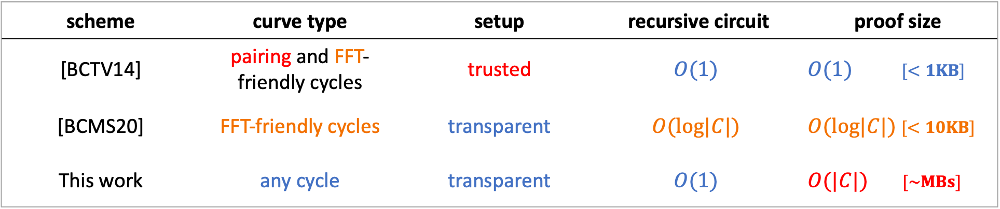 scheme curve type setup recursive circuit proof size
[BCTV14] pairing and FFT-friendly cycles trusted O(1) O(1) [< 1KB]
[BCMS20] FFT-friendly cycles transparent O(log|C|) O(log|C|) [< 10KB]
This work any cycle transparent O(1) O(|C|) [~MBs]